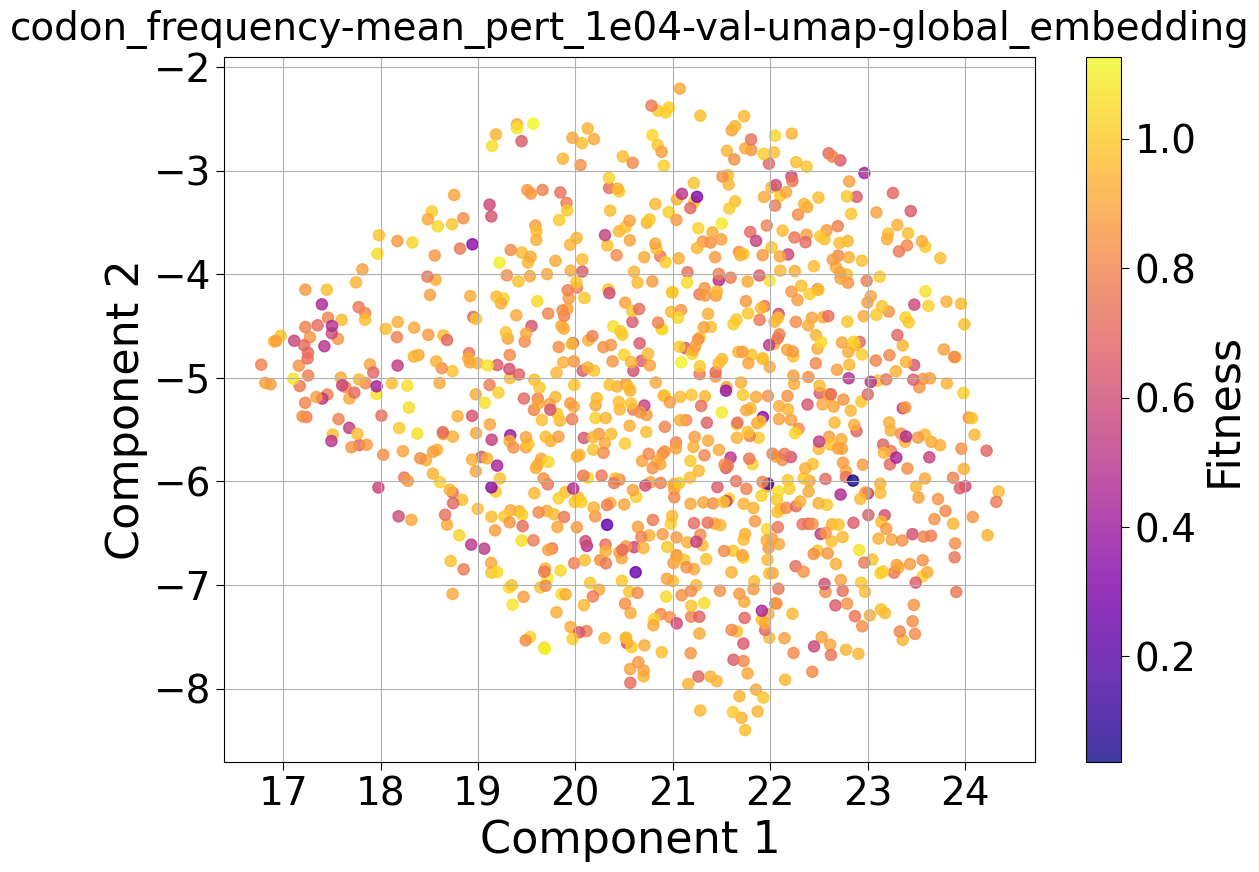 codon_frequency-mean_pert_1e04-val-umap-global_embedding
−2
−3
−4
−5
−6
−7
−8
Component 2
17 18 19 20 21 22 23 24
Component 1
1.0
0.8
0.6
0.4
0.2
Fitness